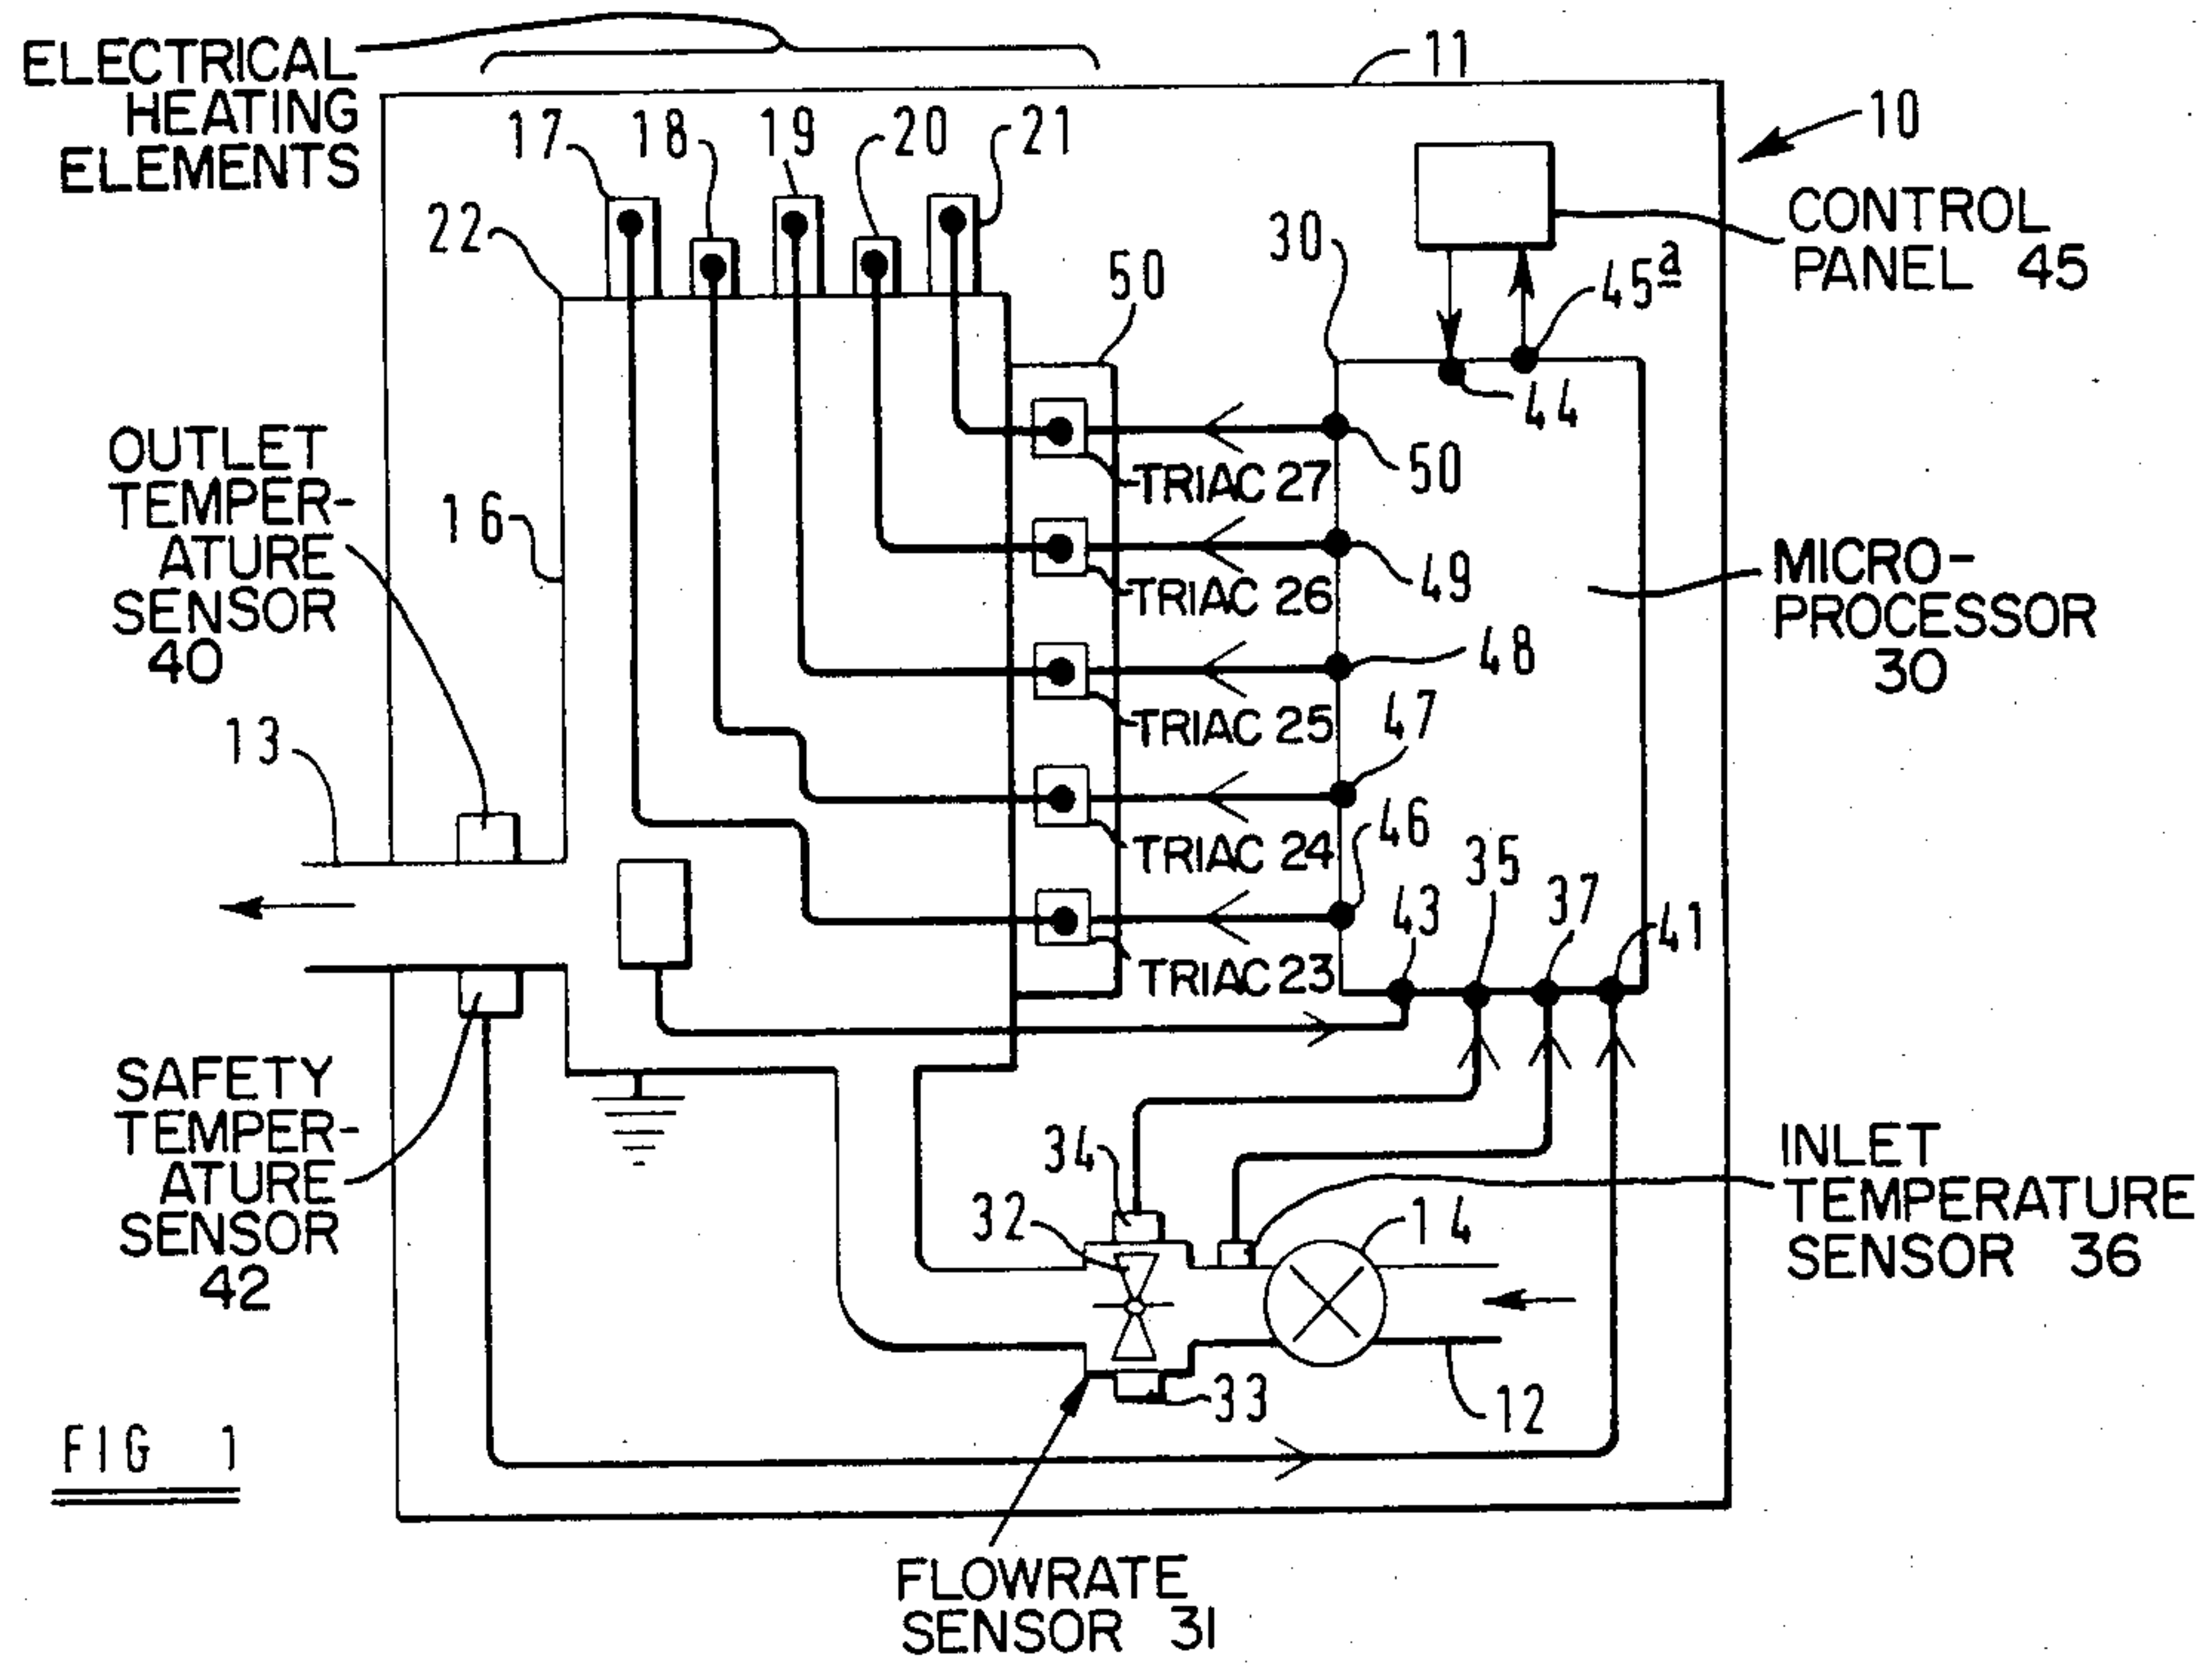 ELECTRICAL
HEATING
ELEMENTS
11
10
17
18
19
20
21
22
50
30
CONTROL
PANEL 45
45a
44
OUTLET
TEMPER-
ATURE
SENSOR
40
16
TRIAC 27
50
TRIAC 26
49
MICRO-
PROCESSOR
30
48
TRIAC 25
47
13
TRIAC 24
46
35
37
43
41
TRIAC 23
SAFETY
TEMPER-
ATURE
SENSOR
42
34
32
14
INLET
TEMPERATURE
SENSOR 36
33
12
FIG 1
FLOWRATE
SENSOR 31